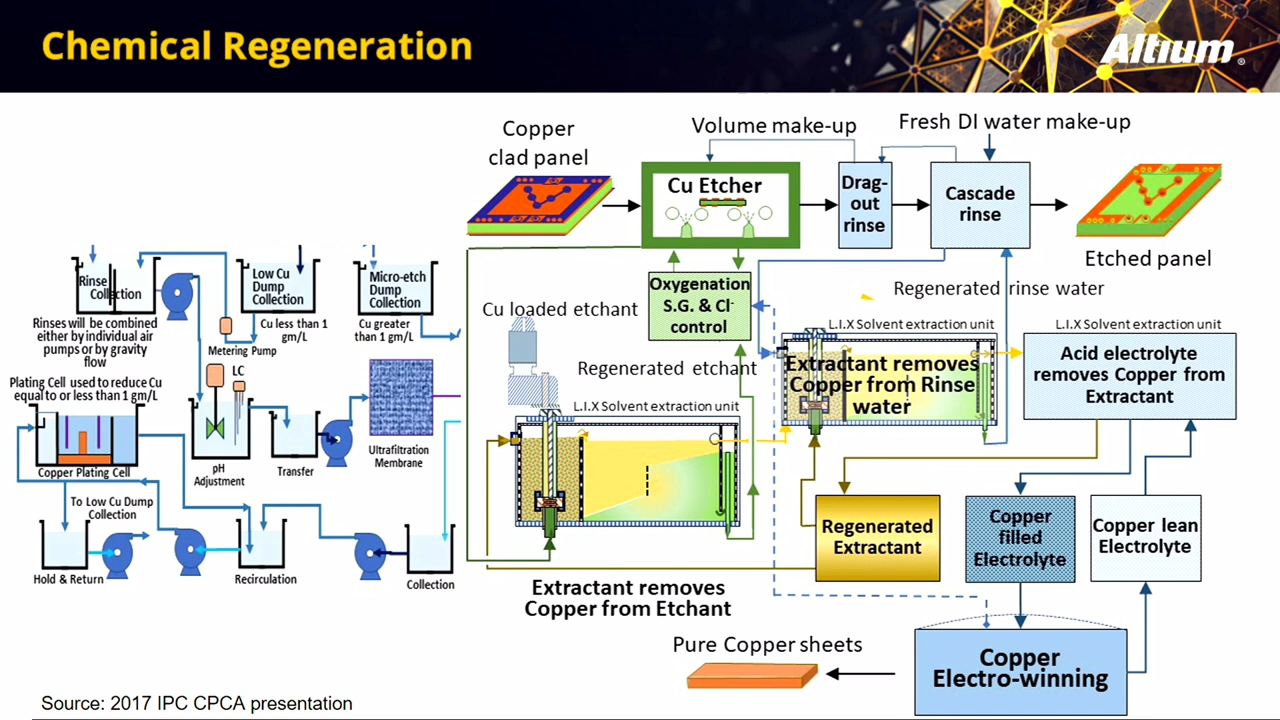 Chemical Regeneration
Altium®
Copper
clad panel
Volume make-up
Fresh DI water make-up
Cu Etcher
Drag-
out
rinse
Cascade
rinse
Etched panel
Oxygenation
S.G. & Cl-
control
Cu loaded etchant
Regenerated rinse water
Regenerated etchant
L.I.X Solvent extraction unit
Extractant removes
Copper from Rinse
water
L.I.X Solvent extraction unit
Acid electrolyte
removes Copper from
Extractant
L.I.X Solvent extraction unit
Extractant removes
Copper from Etchant
Regenerated
Extractant
Copper
filled
Electrolyte
Copper lean
Electrolyte
Copper
Electro-winning
Pure Copper sheets
Rinse
Collection
Low Cu
Dump
Collection
Micro-etch
Dump
Collection
Rinses will be combined
either by individual air
pumps or by gravity
flow
Metering Pump
Cu less than 1
gm/L
Cu greater
than 1 gm/L
Plating Cell used to reduce Cu
equal to or less than 1 gm/L
LC
Copper Plating Cell
pH
Adjustment
Transfer
Ultrafiltration
Membrane
To Low Cu Dump
Collection
Hold & Return
Recirculation
Collection
Source: 2017 IPC CPCA presentation